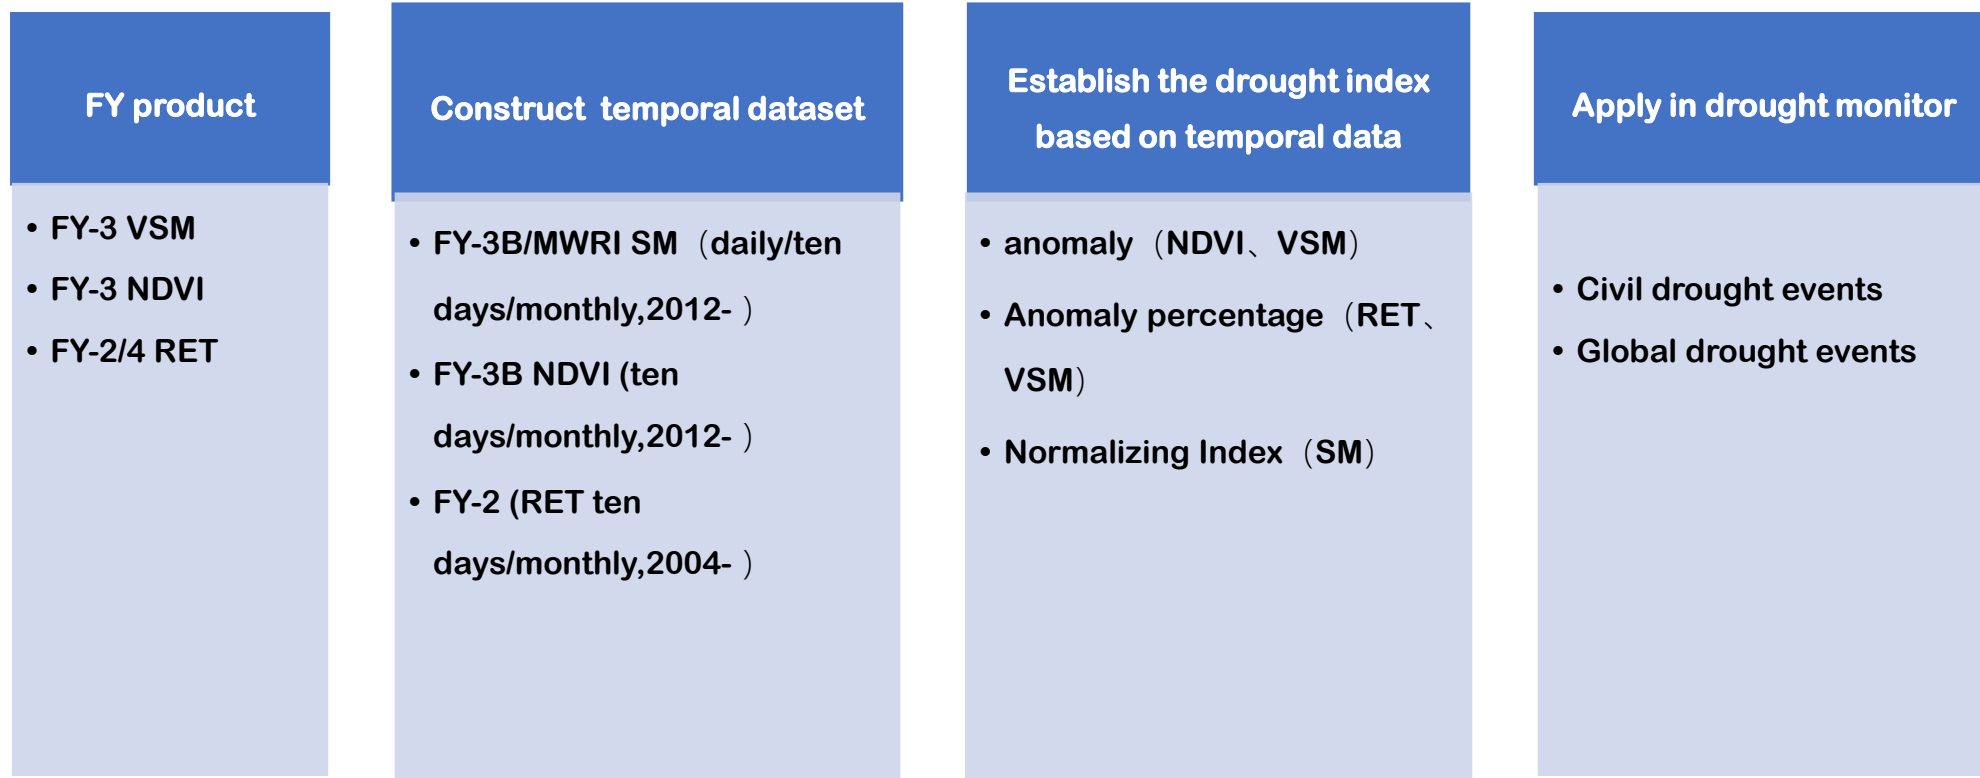 FY product
• FY-3 VSM
• FY-3 NDVI
• FY-2/4 RET
Construct  temporal dataset
• FY-3B/MWRI SM（daily/ten
days/monthly,2012- ）
• FY-3B NDVI (ten
days/monthly,2012- ）
• FY-2 (RET ten
days/monthly,2004- ）
Establish the drought index
based on temporal data
• anomaly（NDVI、VSM）
• Anomaly percentage（RET、
VSM）
• Normalizing Index（SM）
Apply in drought monitor
• Civil drought events
• Global drought events